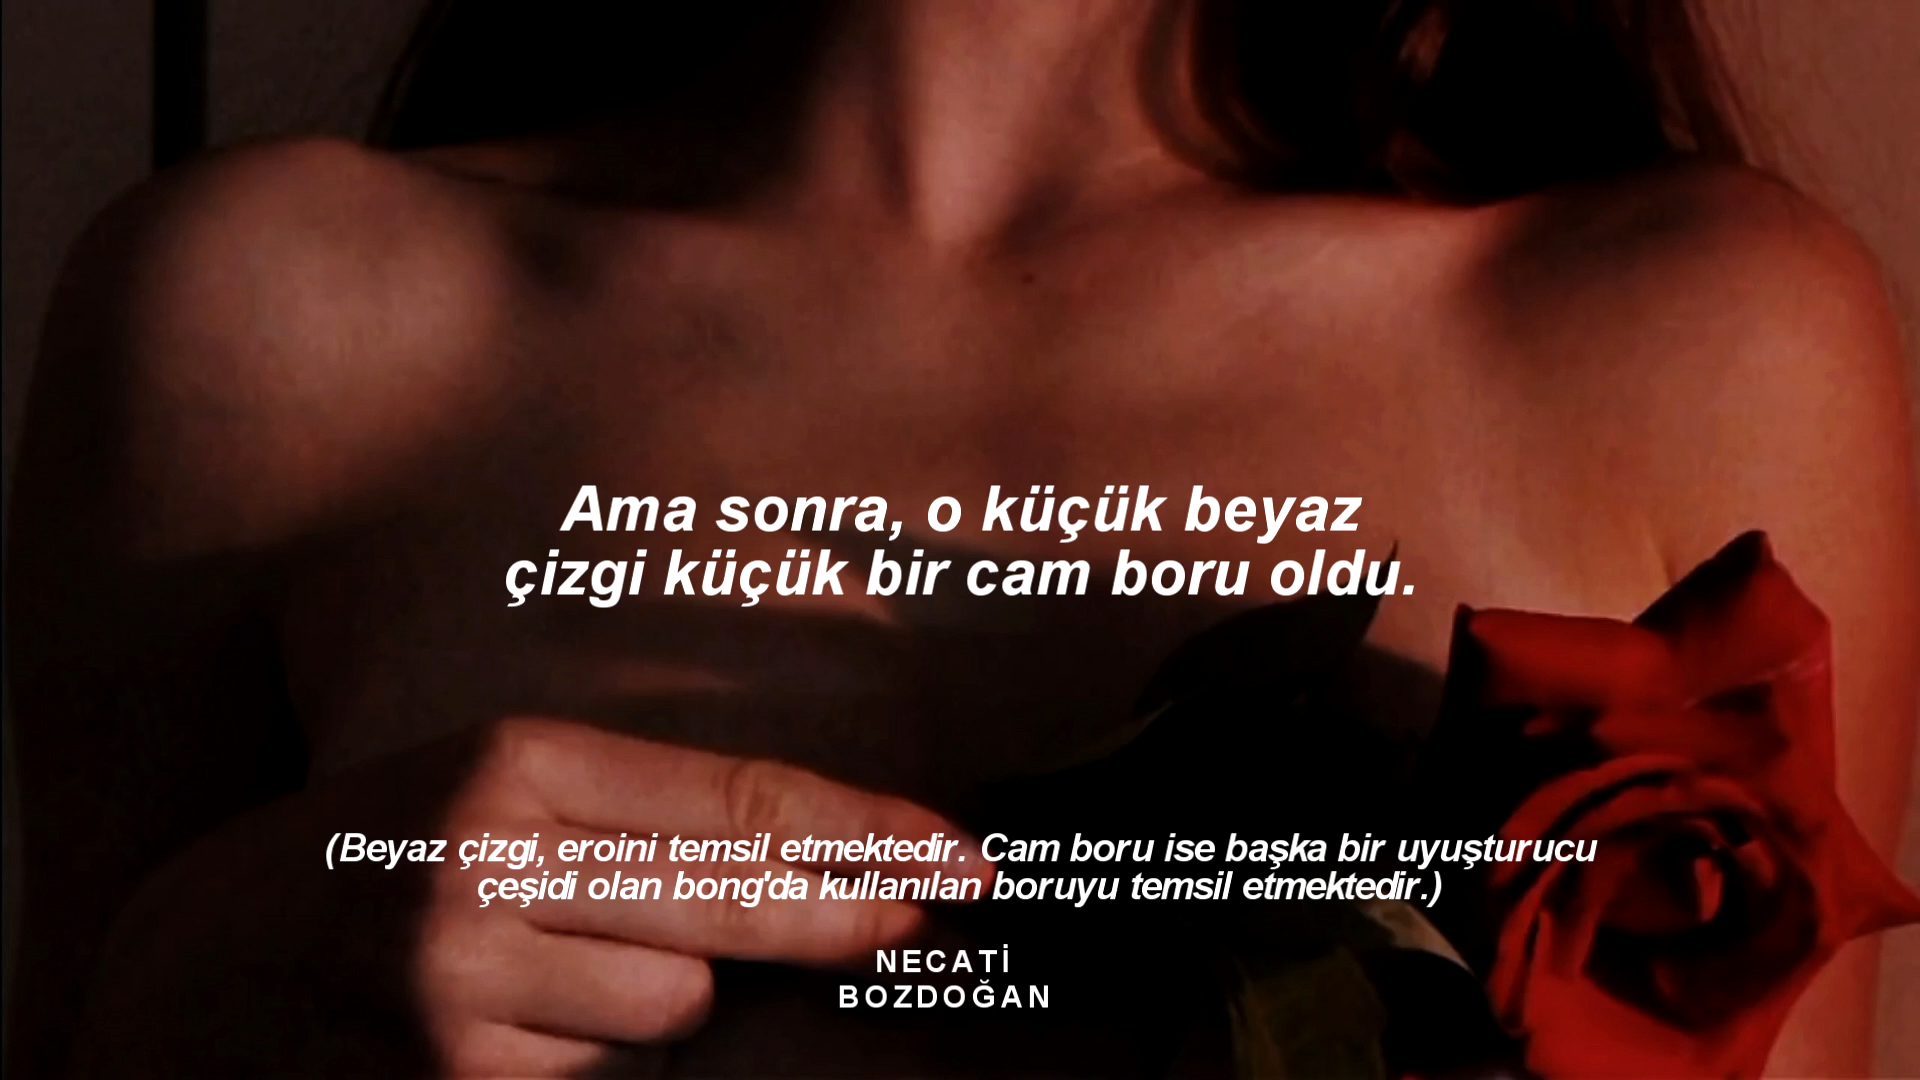 Ama sonra, o küçük beyaz
çizgi küçük bir cam boru oldu.
(Beyaz çizgi, eroini temsil etmektedir. Cam boru ise başka bir uyuşturucu
çeşidi olan bong'da kullanılan boruyu temsil etmektedir.)
NECATİ
BOZDOĞAN